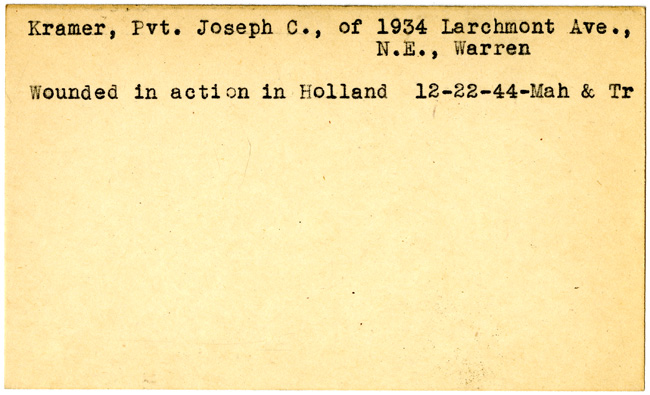 Kramer, Pvt. Joseph C., of 1934 Larchmont Ave.,
N.E., Warren
Wounded in action in Holland 12-22-44-Mah & Tr